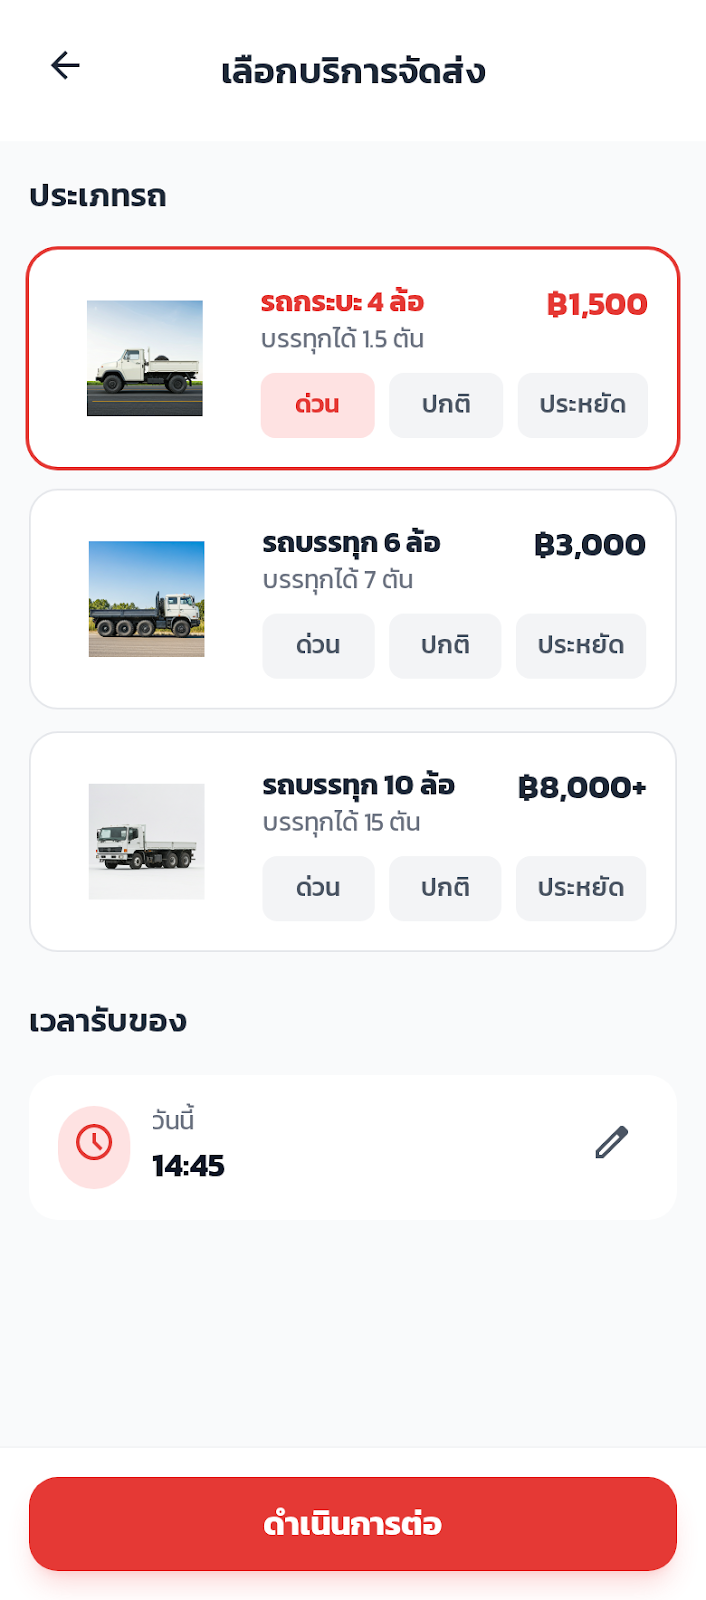 เลือกบริการจัดส่ง
ประเภทรถ
รถกระบะ 4 ล้อ ฿1,500
บรรทุกได้ 1.5 ตัน
ด่วน ปกติ ประหยัด
รถบรรทุก 6 ล้อ ฿3,000
บรรทุกได้ 7 ตัน
ด่วน ปกติ ประหยัด
รถบรรทุก 10 ล้อ ฿8,000+
บรรทุกได้ 15 ตัน
ด่วน ปกติ ประหยัด
เวลารับของ
วันนี้
14:45
ดำเนินการต่อ